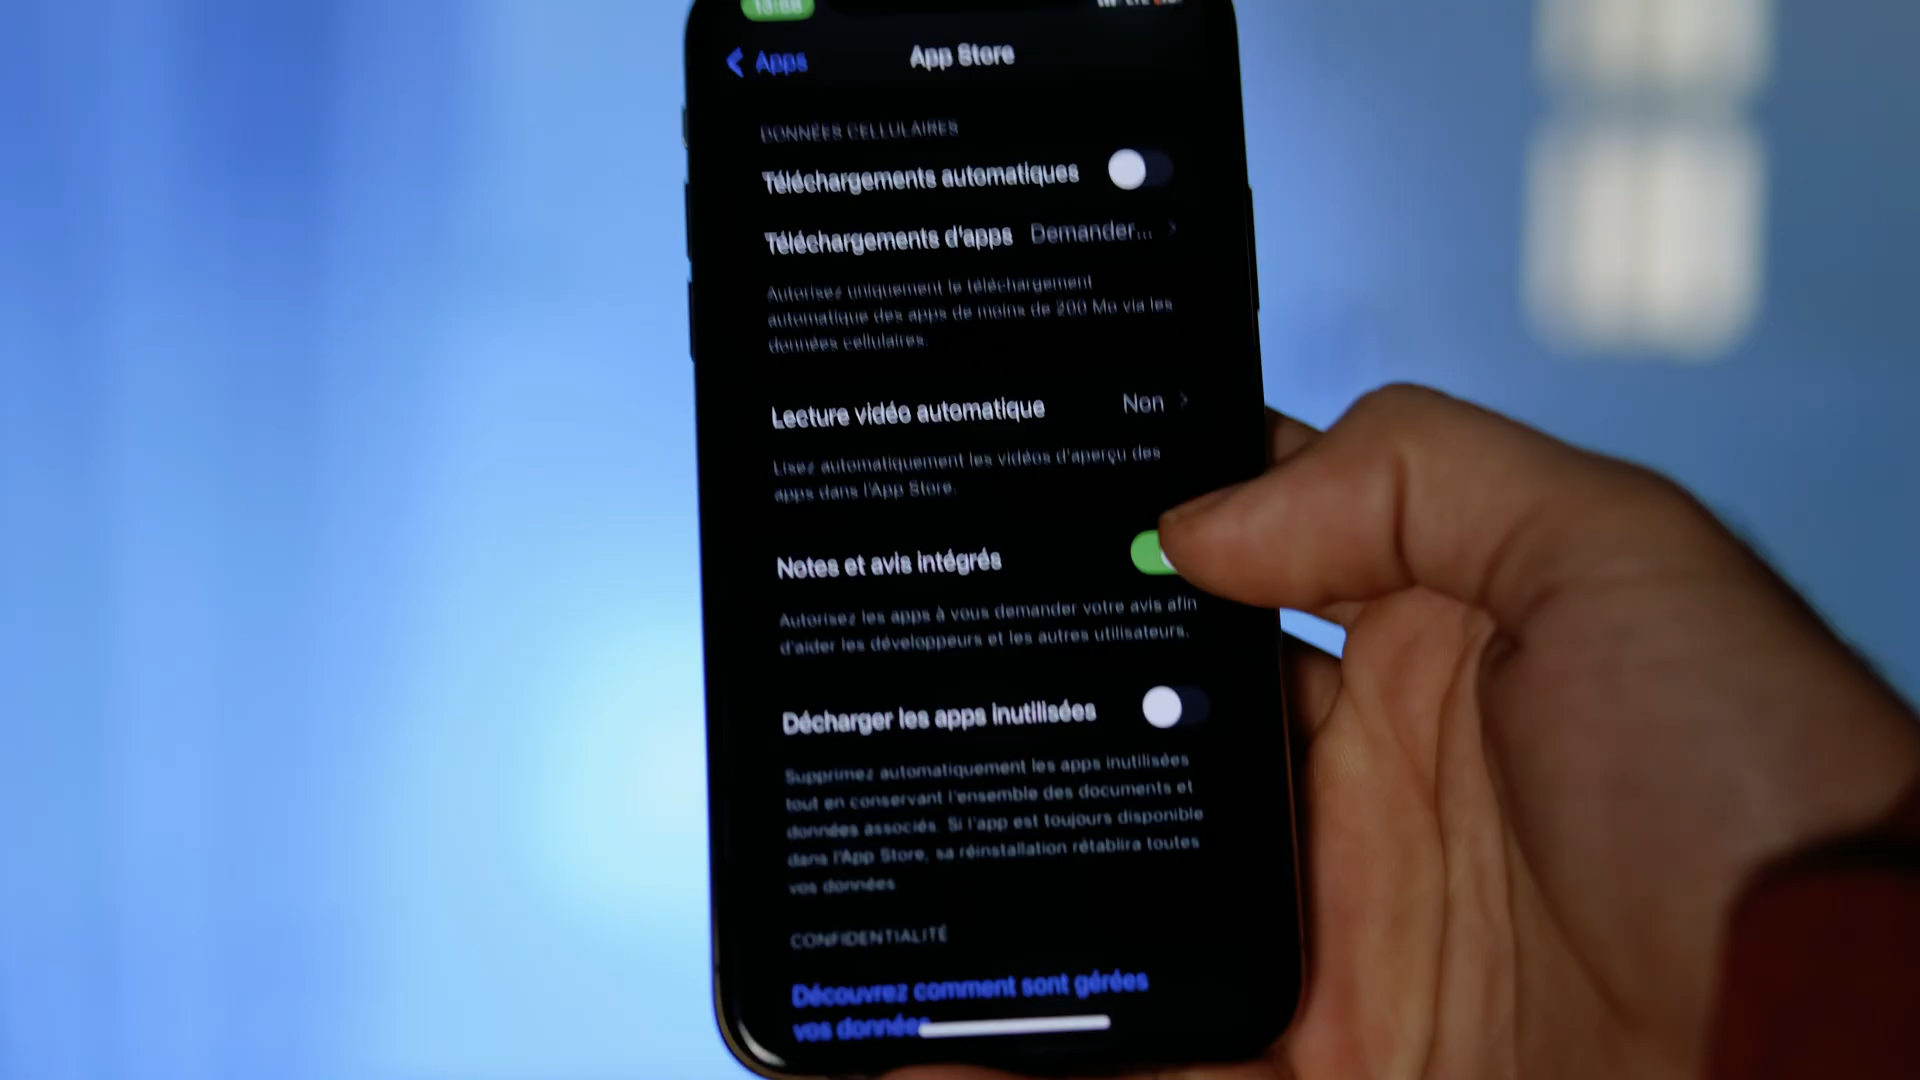 Apps
App Store
DONNÉES CELLULAIRES
Téléchargements automatiques
Téléchargements d'apps Demander...
Autorisez uniquement le téléchargement
automatique des apps de moins de 200 Mo via les
données cellulaires.
Lecture vidéo automatique Non
Lisez automatiquement les vidéos d'aperçu des
apps dans l'App Store.
Notes et avis intégrés
Autorisez les apps à vous demander votre avis afin
d'aider les développeurs et les autres utilisateurs.
Décharger les apps inutilisées
Supprimez automatiquement les apps inutilisées
tout en conservant l'ensemble des documents et
données associés. Si l'app est toujours disponible
dans l'App Store, sa réinstallation rétablira toutes
vos données.
CONFIDENTIALITÉ
Découvrez comment sont gérées
vos données